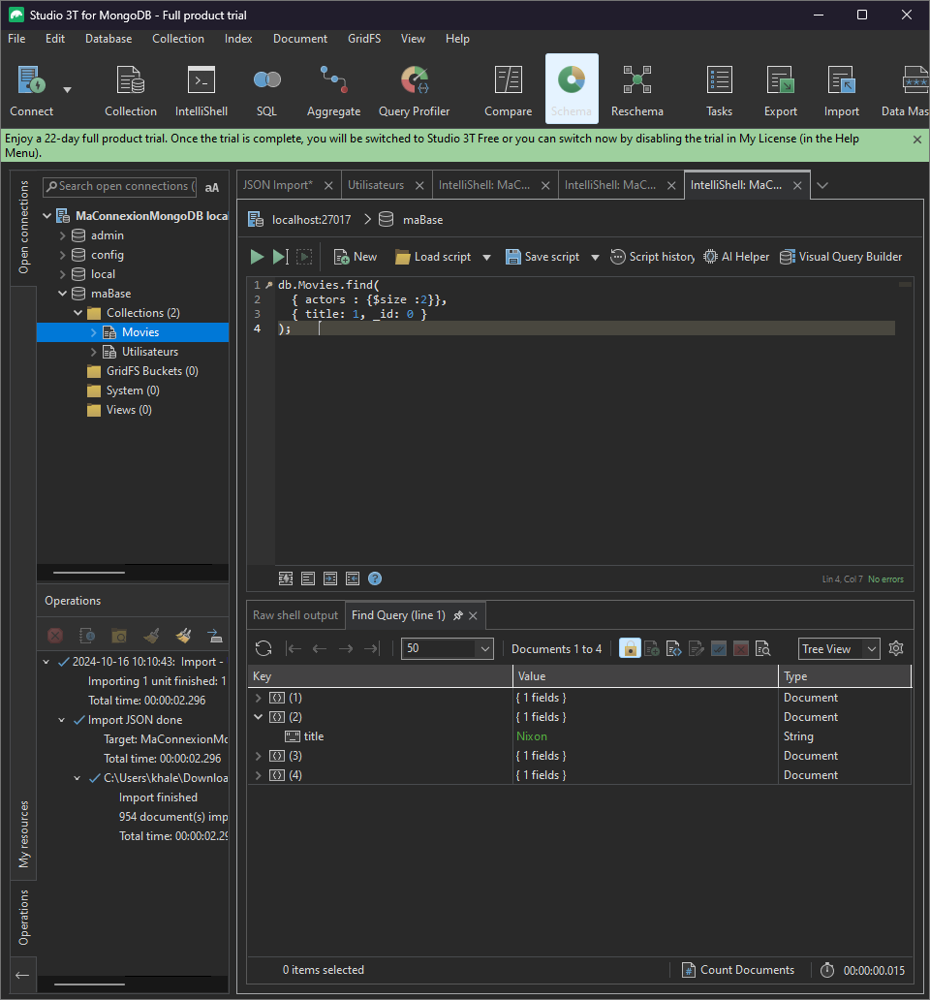 Studio 3T for MongoDB - Full product trial
File Edit Database Collection Index Document GridFS View Help
Connect Collection IntelliShell SQL Aggregate Query Profiler Compare Schema Reschema Tasks Export Import Data Mas
Enjoy a 22-day full product trial. Once the trial is complete, you will be switched to Studio 3T Free or you can switch now by disabling the trial in My License (in the Help
Menu).
Open connections
Search open connections (
aA
MaConnexionMongoDB local
admin
config
local
maBase
Collections (2)
Movies
Utilisateurs
GridFS Buckets (0)
System (0)
Views (0)
JSON Import* Utilisateurs IntelliShell: MaC... IntelliShell: MaC... IntelliShell: MaC...
localhost:27017 maBase
New Load script Save script Script history AI Helper Visual Query Builder
1 db.Movies.find(
2 { actors : {$size :2}},
3 { title: 1, _id: 0 }
4 );
Lin 4, Col 7 No errors
Operations
2024-10-16 10:10:43: Import -
Importing 1 unit finished: 1
Total time: 00:00:02.296
Import JSON done
Target: MaConnexionMo
Total time: 00:00:02.296
C:\Users\khale\Downloa
Import finished
954 document(s) imp
Total time: 00:00:02.29
My resources
Operations
Raw shell output Find Query (line 1)
50 Documents 1 to 4 Tree View
Key Value Type
(1) { 1 fields } Document
(2) { 1 fields } Document
title Nixon String
(3) { 1 fields } Document
(4) { 1 fields } Document
0 items selected Count Documents 00:00:00.015